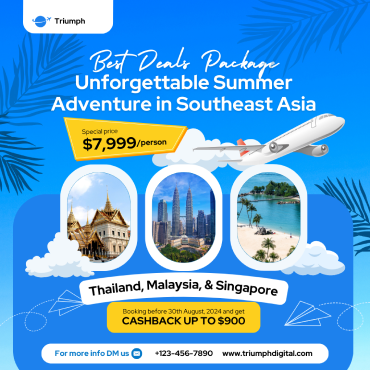 Triumph
Best Deals Package
Unforgettable Summer
Adventure in Southeast Asia
Special price
$7,999/person
Thailand, Malaysia, & Singapore
Booking before 30th August, 2024 and get
CASHBACK UP TO $900
For more info DM us
+123-456-7890
www.triumphdigital.com